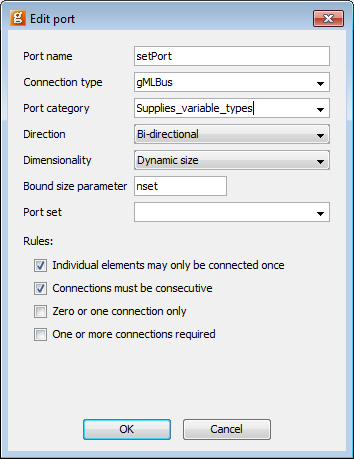 g Edit port
Port name setPort
Connection type gMLBus
Port category Supplies_variable_types
Direction Bi-directional
Dimensionality Dynamic size
Bound size parameter nset
Port set
Rules:
Individual elements may only be connected once
Connections must be consecutive
Zero or one connection only
One or more connections required
OK Cancel